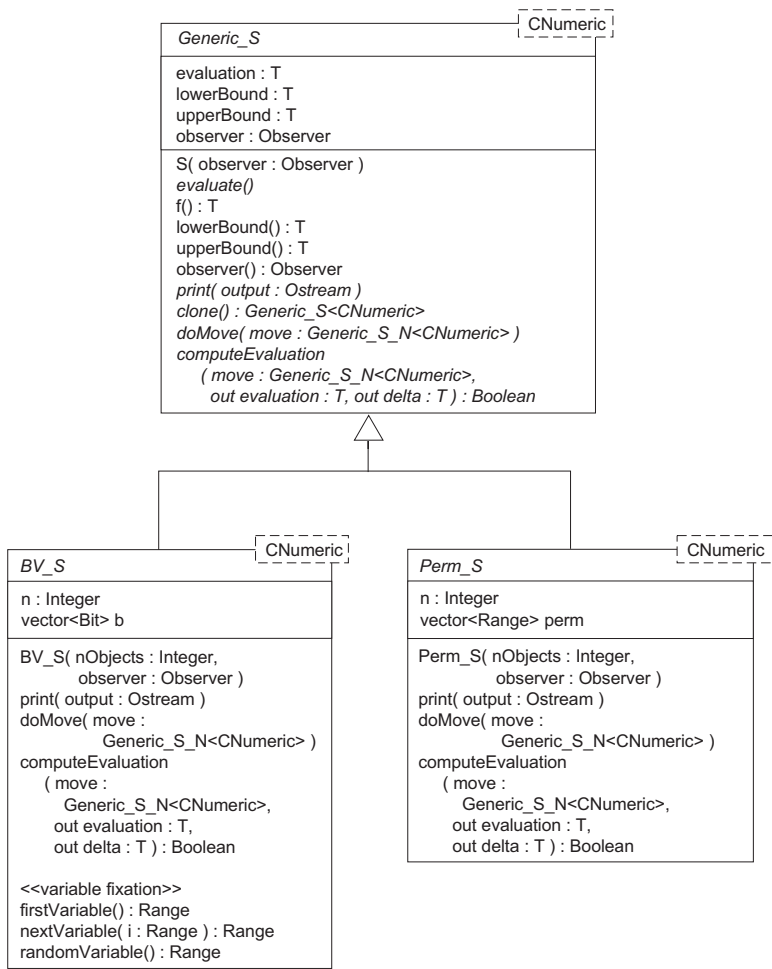 CNumeric
Generic_S
evaluation : T
lowerBound : T
upperBound : T
observer : Observer
S( observer : Observer )
evaluate()
f() : T
lowerBound() : T
upperBound() : T
observer() : Observer
print( output : Ostream )
clone() : Generic_S<CNumeric>
doMove( move : Generic_S_N<CNumeric> )
computeEvaluation
( move : Generic_S_N<CNumeric>,
out evaluation : T, out delta : T ) : Boolean
CNumeric
BV_S
n : Integer
vector<Bit> b
BV_S( nObjects : Integer,
observer : Observer )
print( output : Ostream )
doMove( move :
Generic_S_N<CNumeric> )
computeEvaluation
( move :
Generic_S_N<CNumeric>,
out evaluation : T,
out delta : T ) : Boolean
<<variable fixation>>
firstVariable() : Range
nextVariable( i : Range ) : Range
randomVariable() : Range
CNumeric
Perm_S
n : Integer
vector<Range> perm
Perm_S( nObjects : Integer,
observer : Observer )
print( output : Ostream )
doMove( move :
Generic_S_N<CNumeric> )
computeEvaluation
( move :
Generic_S_N<CNumeric>,
out evaluation : T,
out delta : T ) : Boolean